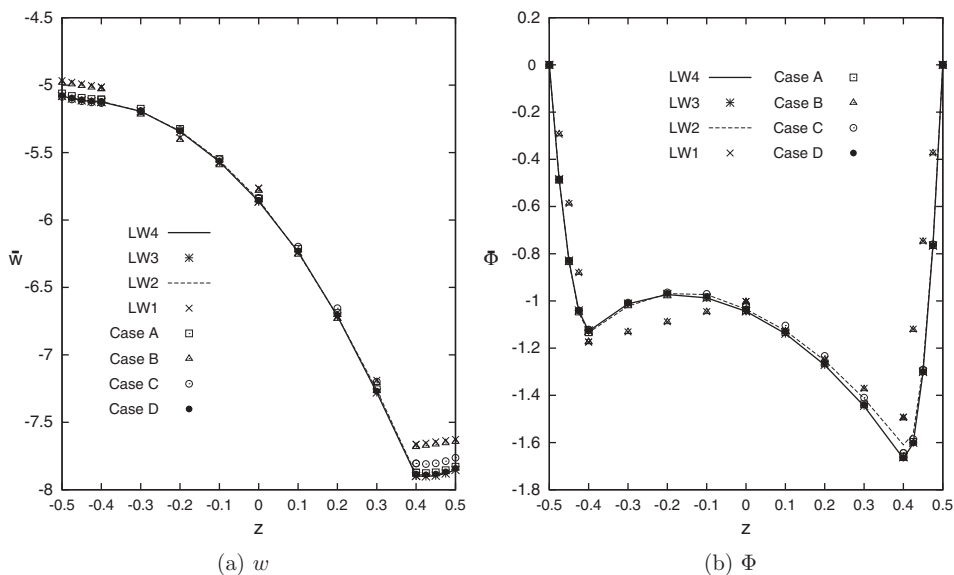 -4.5
-5
-5.5
-6
-6.5
-7
-7.5
-8
w̄
LW4
LW3
LW2
LW1
Case A
Case B
Case C
Case D
-0.5 -0.4 -0.3 -0.2 -0.1 0 0.1 0.2 0.3 0.4 0.5
z
(a) w
0.2
0
-0.2
-0.4
-0.6
-0.8
-1.0
-1.2
-1.4
-1.6
-1.8
Φ̄
LW4 Case A
LW3 Case B
LW2 Case C
LW1 Case D
-0.5 -0.4 -0.3 -0.2 -0.1 0 0.1 0.2 0.3 0.4 0.5
z
(b) Φ